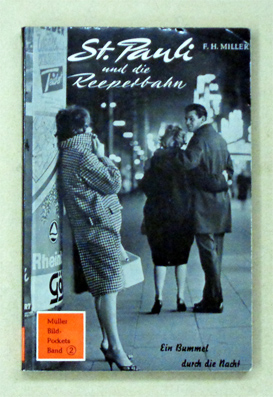 St. Pauli
und die
Reeperbahn
F. H. MILLER
Müller
Bild-
Pockets
Band 2
Ein Bummel
durch die Nacht